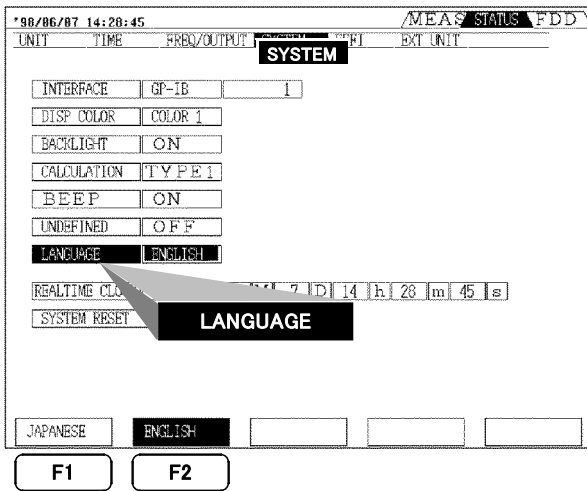 '98/06/07 14:28:45 MEAS STATUS FDD
UNIT TIME FREQ/OUTPUT EXT UNIT
SYSTEM
INTERFACE GP-IB 1
DISP COLOR COLOR 1
BACKLIGHT ON
CALCULATION TYPE1
BEEP ON
UNDEFINED OFF
LANGUAGE ENGLISH
REALTIME 7 D 14 h 28 m 45 s
SYSTEM RESET
LANGUAGE
JAPANESE ENGLISH
F1 F2